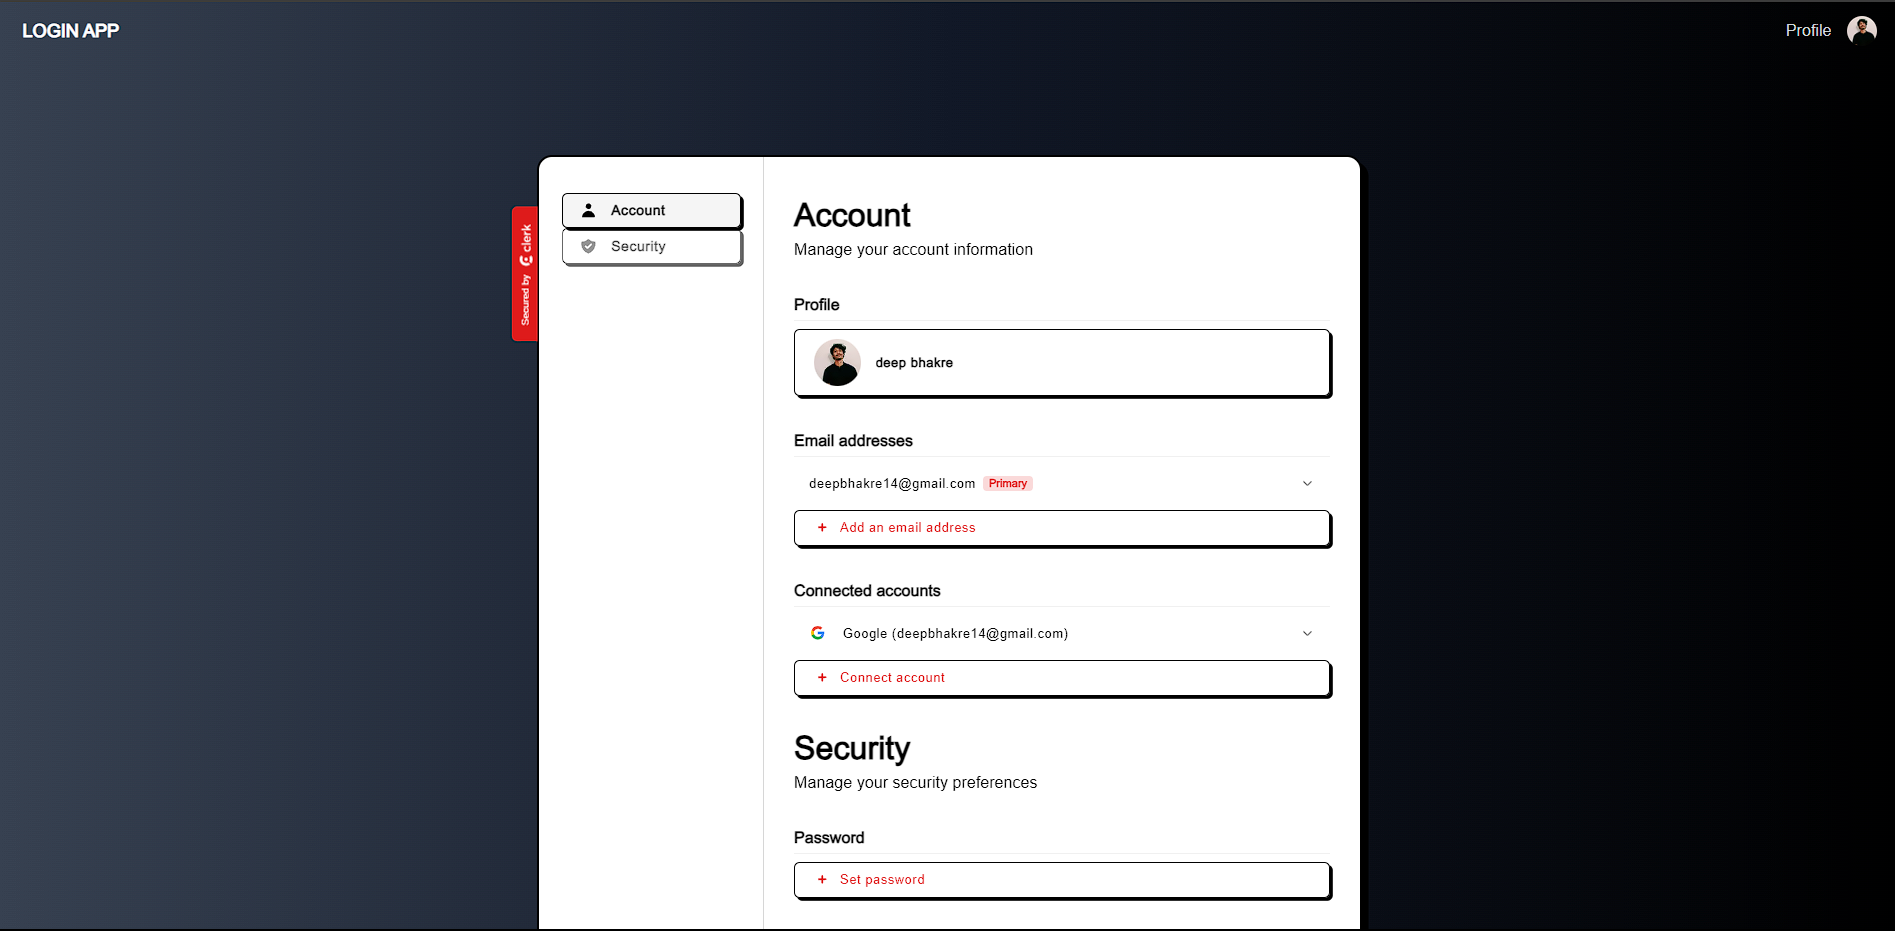 LOGIN APP
Profile
Secured by clerk
Account
Security
Account
Manage your account information
Profile
deep bhakre
Email addresses
deepbhakre14@gmail.com Primary
+ Add an email address
Connected accounts
Google (deepbhakre14@gmail.com)
+ Connect account
Security
Manage your security preferences
Password
+ Set password